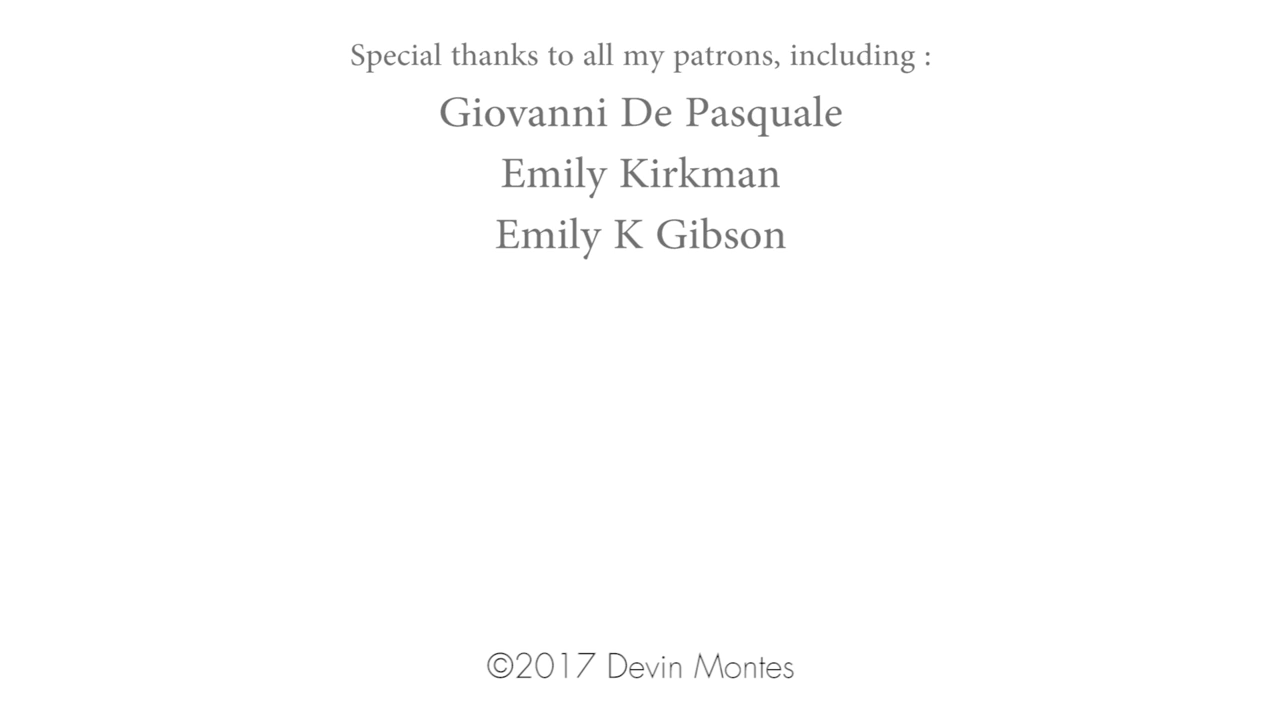 Special thanks to all my patrons, including :
Giovanni De Pasquale
Emily Kirkman
Emily K Gibson
©2017 Devin Montes